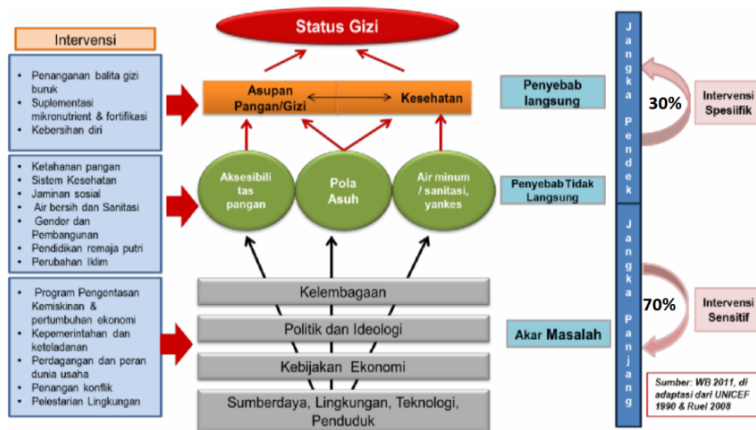 Status Gizi
Intervensi
Penanganan balita gizi
buruk
Suplementasi
mikronutrient & fortifikasi
Kebersihan diri
Asupan
Pangan/Gizi
Kesehatan
Penyebab
langsung
Jangka Pendek
30%
Intervensi
Spesiifik
Ketahanan pangan
Sistem Kesehatan
Jaminan sosial
Air bersih dan Sanitasi
Gender dan
Pembangunan
Pendidikan remaja putri
Perubahan Iklim
Aksesibili
tas
pangan
Pola
Asuh
Air minum
/ sanitasi,
yankes
Penyebab Tidak
Langsung
Program Pengentasan
Kemiskinan &
pertumbuhan ekonomi
Kepemerintahan dan
keteladanan
Perdagangan dan peran
dunia usaha
Penangan konflik
Pelestarian Lingkungan
Kelembagaan
Politik dan Ideologi
Kebijakan Ekonomi
Sumberdaya, Lingkungan, Teknologi,
Penduduk
Akar Masalah
Jangka Panjang
70%
Intervensi
Sensitif
Sumber: WB 2011, di
adaptasi dari UNICEF
1990 & Ruel 2008